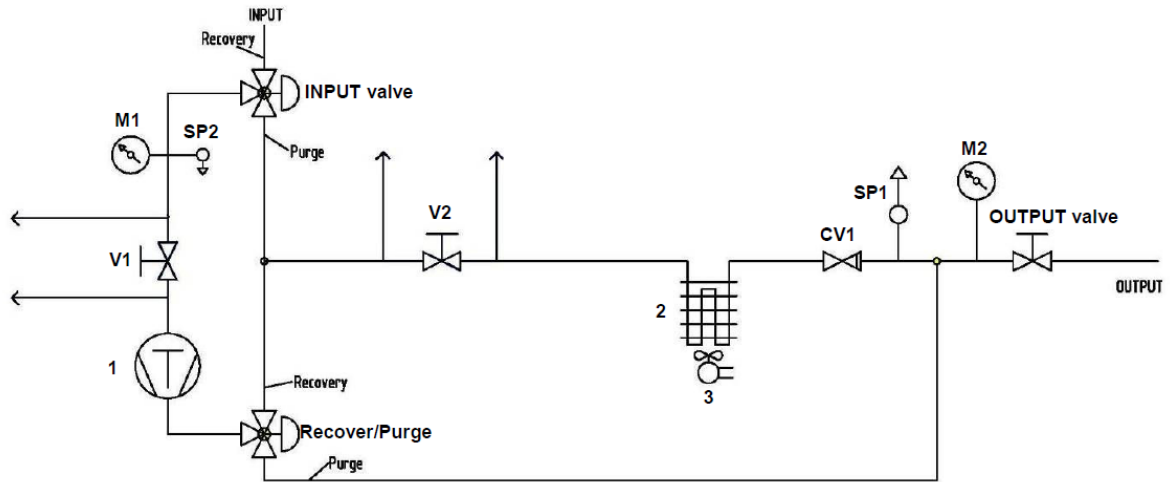 INPUT
Recovery
INPUT valve
M1
SP2
Purge
M2
SP1
V2
OUTPUT valve
V1
CV1
OUTPUT
2
1
3
Recovery
Recover/Purge
Purge